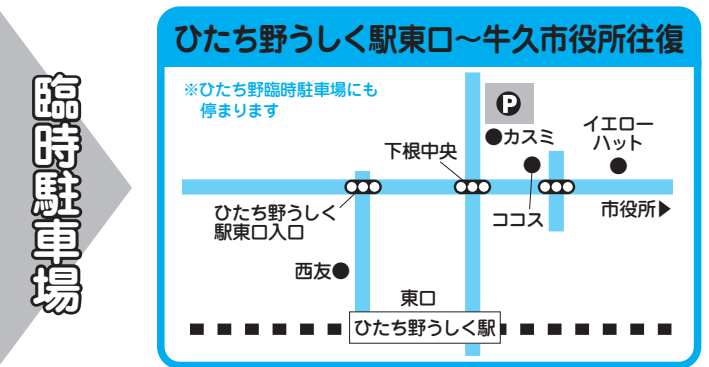 臨時駐車場
ひたち野うしく駅東口～牛久市役所往復
※ひたち野臨時駐車場にも
停まります
P
カスミ
イエロー
ハット
下根中央
ひたち野うしく
駅東口入口
ココス
市役所▶
西友
東口
ひたち野うしく駅